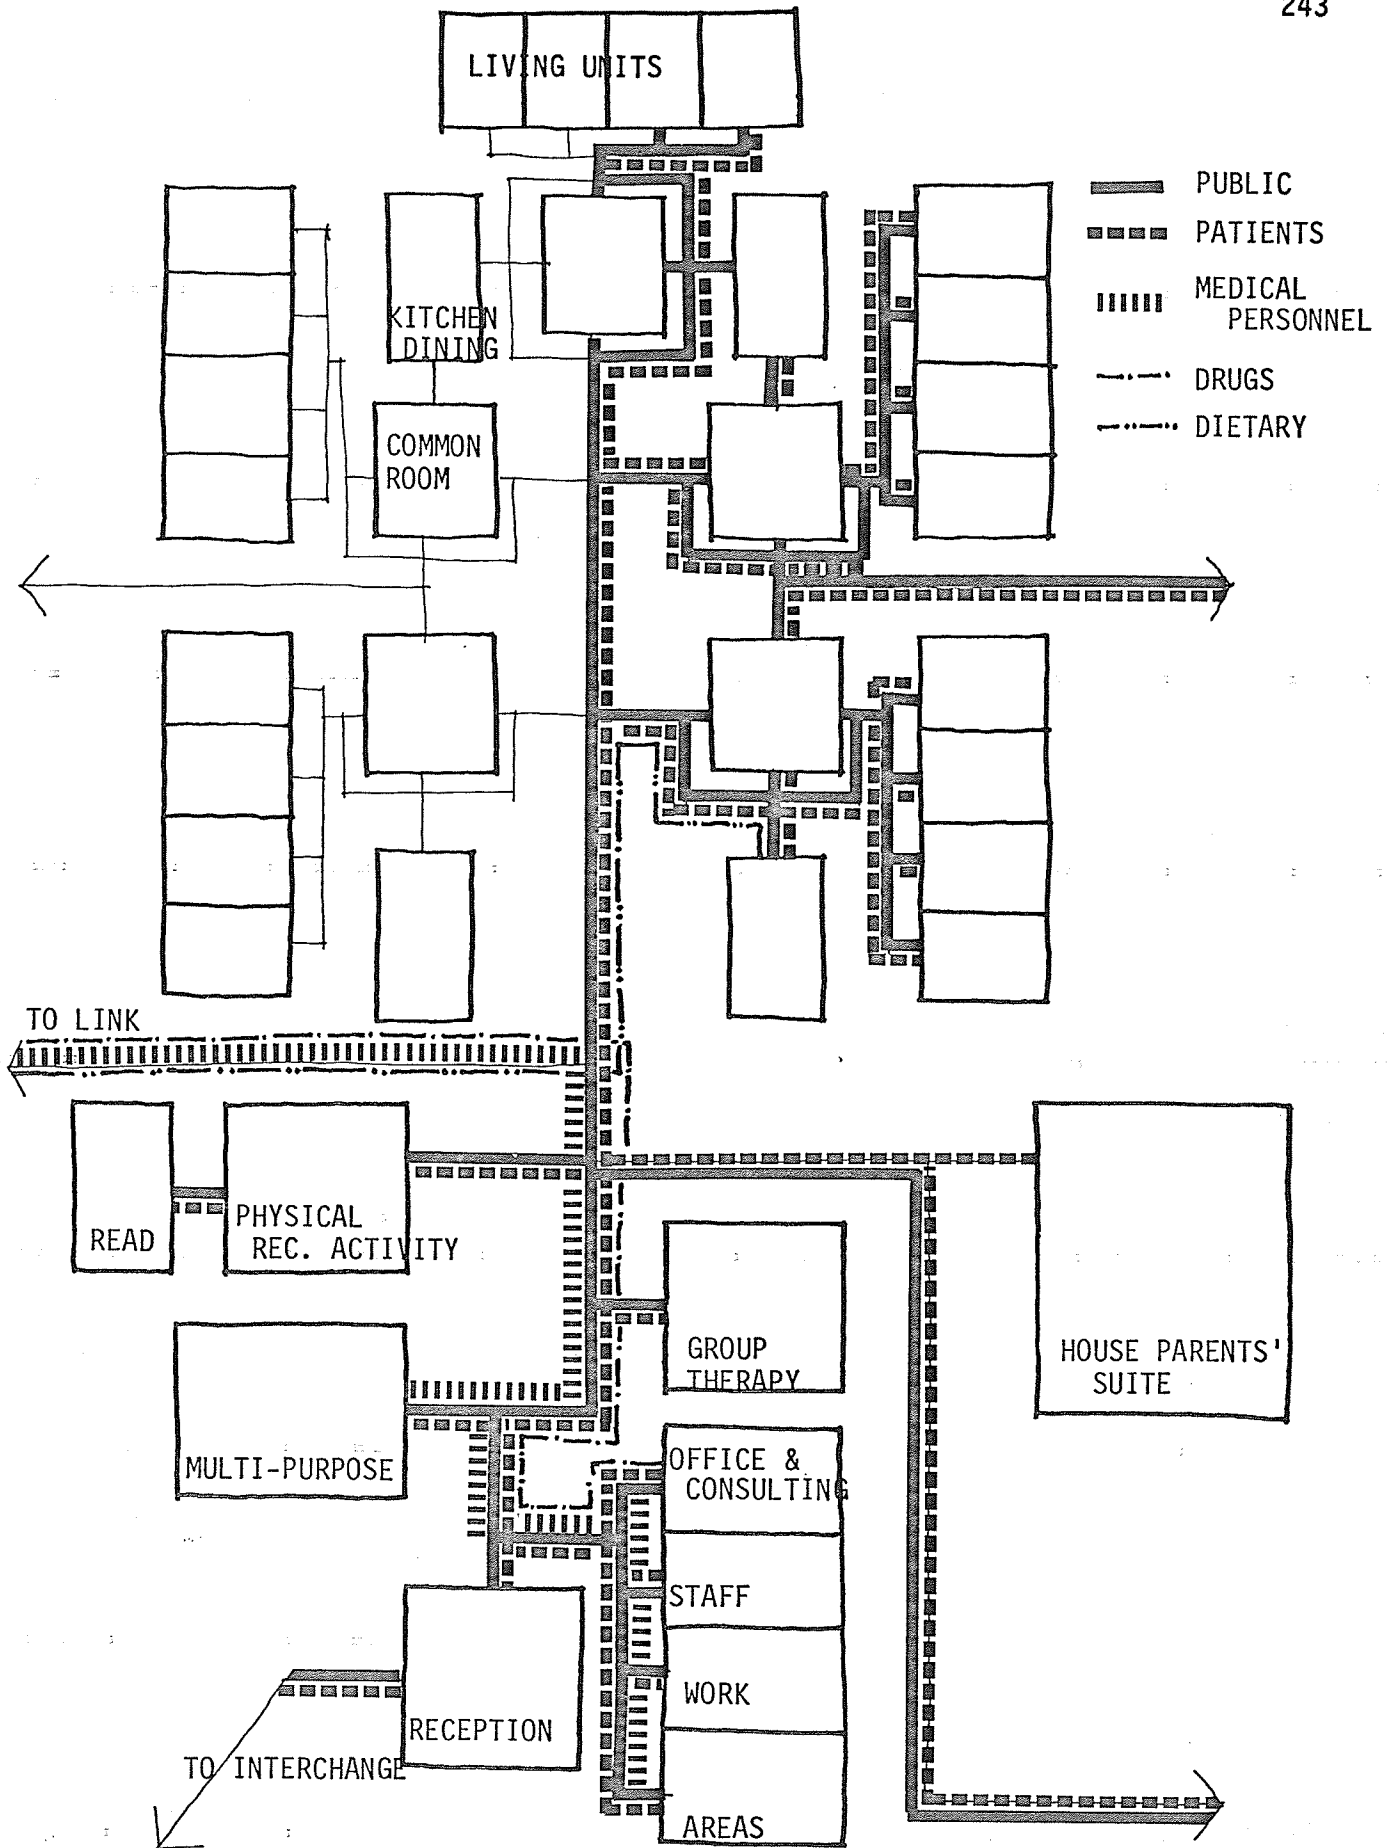 243
LIVING UNITS
PUBLIC
PATIENTS
MEDICAL
PERSONNEL
DRUGS
DIETARY
KITCHEN
DINING
COMMON
ROOM
TO LINK
READ
PHYSICAL
REC. ACTIVITY
GROUP
THERAPY
HOUSE PARENTS'
SUITE
MULTI-PURPOSE
OFFICE &
CONSULTING
STAFF
WORK
AREAS
RECEPTION
TO INTERCHANGE